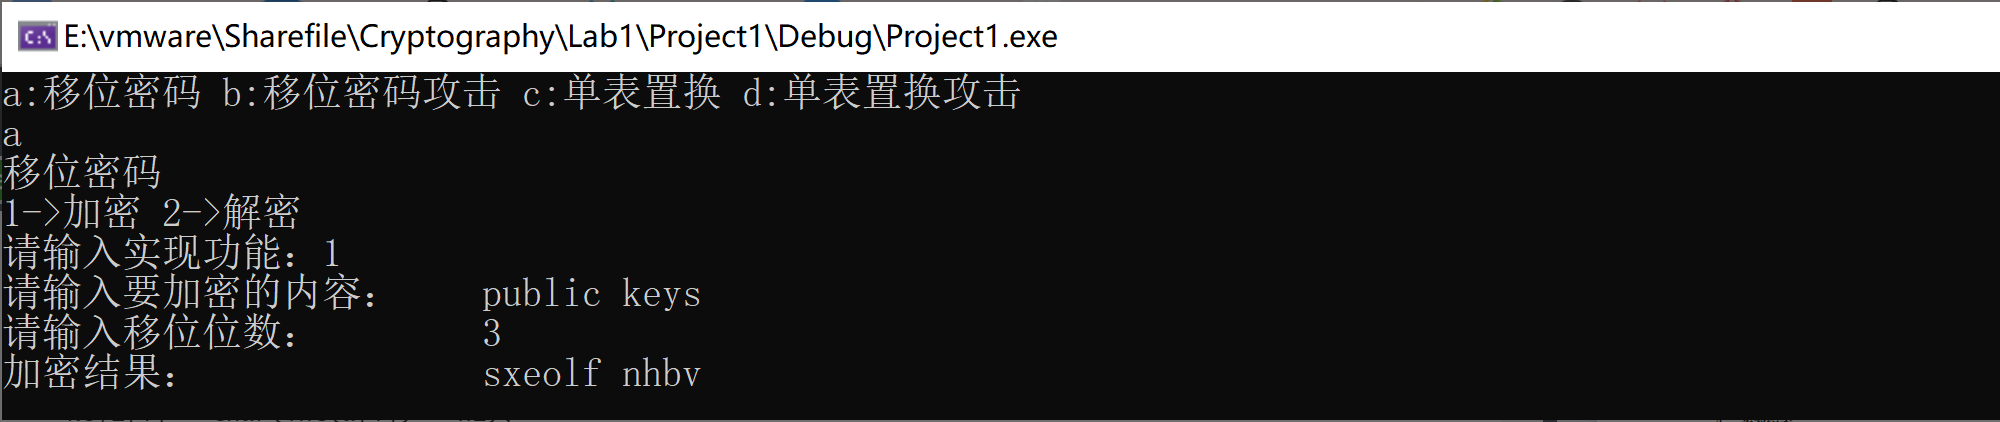 E:\vmware\Sharefile\Cryptography\Lab1\Project1\Debug\Project1.exe
a:移位密码 b:移位密码攻击 c:单表置换 d:单表置换攻击
a
移位密码
1->加密 2->解密
请输入实现功能：1
请输入要加密的内容： public keys
请输入移位位数： 3
加密结果： sxeolf nhbv